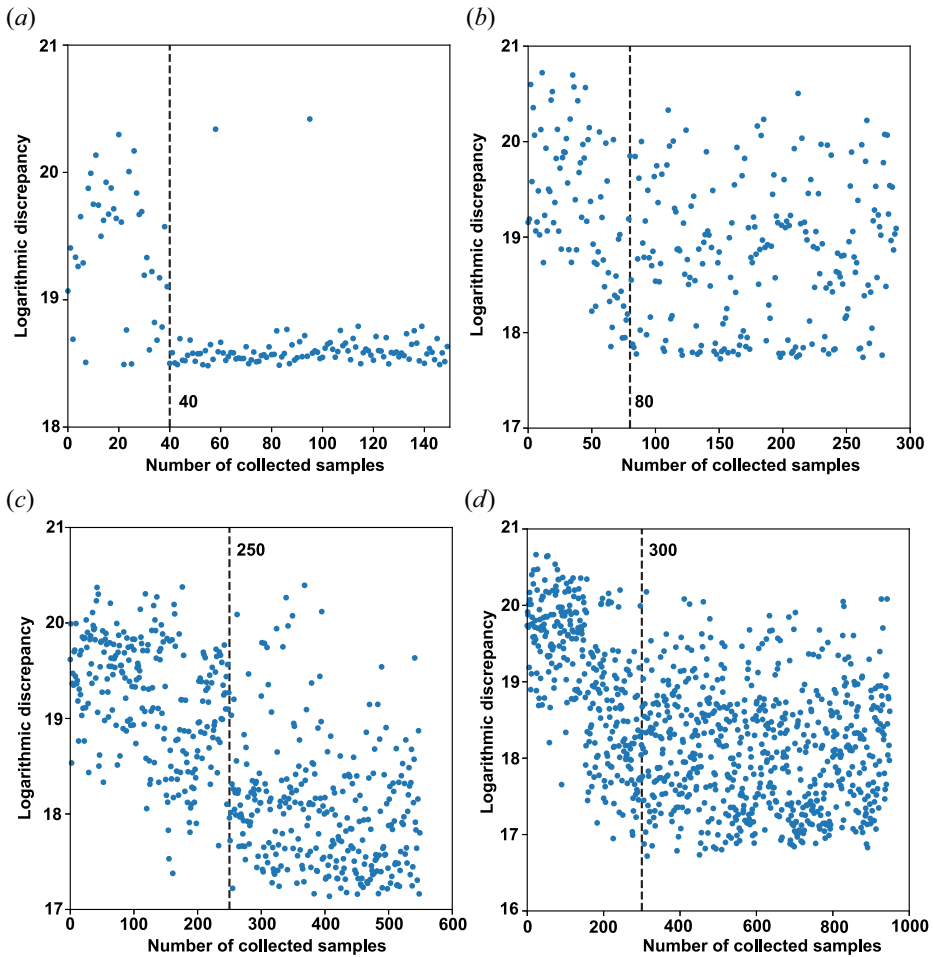 (a)
21
20
19
18
Logarithmic discrepancy
40
0 20 40 60 80 100 120 140
Number of collected samples
(b)
21
20
19
18
17
Logarithmic discrepancy
80
0 50 100 150 200 250 300
Number of collected samples
(c)
21
20
19
18
17
Logarithmic discrepancy
250
0 100 200 300 400 500 600
Number of collected samples
(d)
21
20
19
18
17
16
Logarithmic discrepancy
300
0 200 400 600 800 1000
Number of collected samples